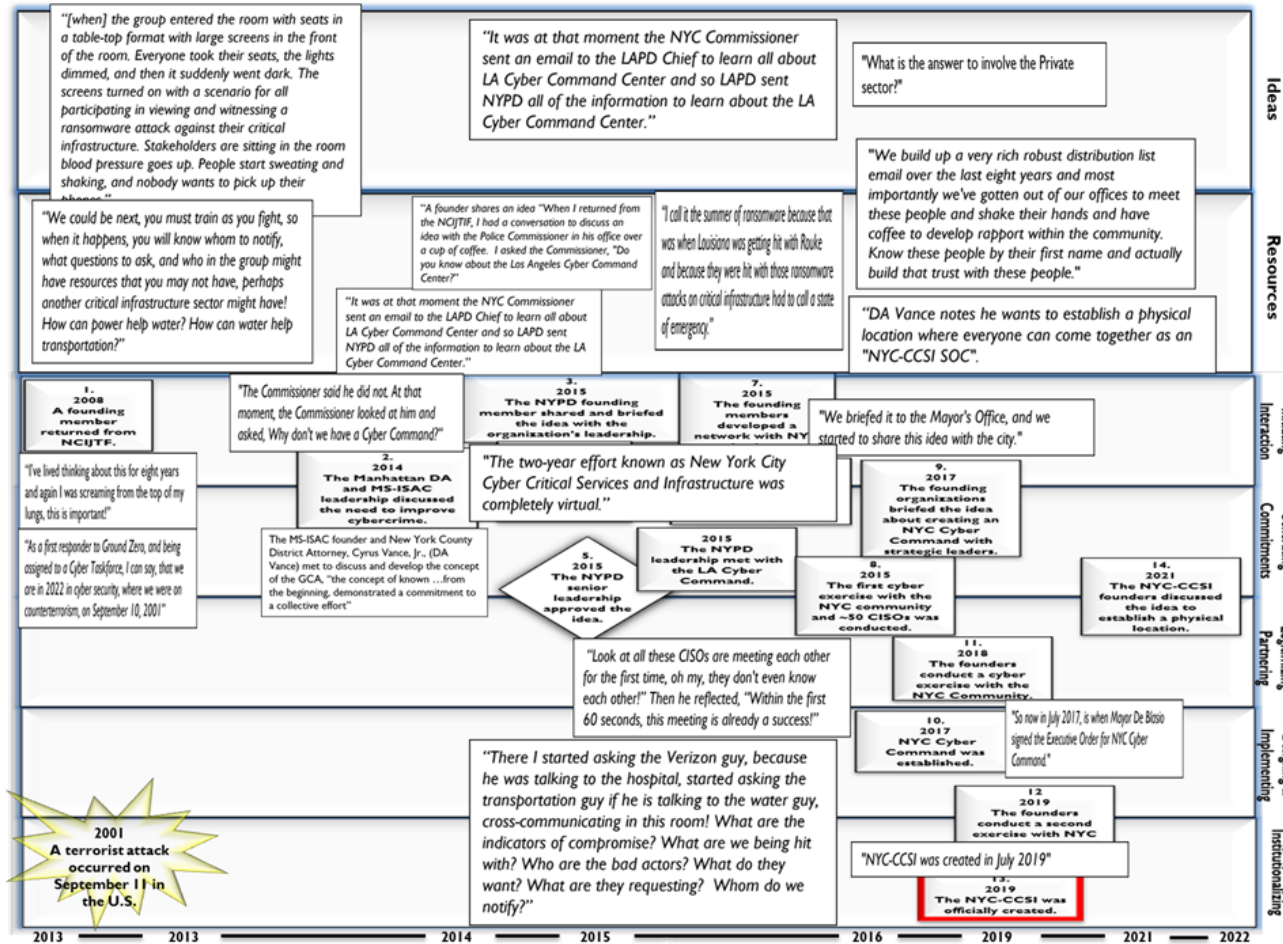 "[when] the group entered the room with seats in
a table-top format with large screens in the front
of the room. Everyone took their seats, the lights
dimmed, and then it suddenly went dark. The
screens turned on with a scenario for all
participating in viewing and witnessing a
ransomware attack against their critical
infrastructure. Stakeholders are sitting in the room
blood pressure goes up. People start sweating and
shaking, and nobody wants to pick up their
"It was at that moment the NYC Commissioner
sent an email to the LAPD Chief to learn all about
LA Cyber Command Center and so LAPD sent
NYPD all of the information to learn about the LA
Cyber Command Center."
"What is the answer to involve the Private
sector?"
Ideas
"We could be next, you must train as you fight, so
when it happens, you will know whom to notify,
what questions to ask, and who in the group might
have resources that you may not have, perhaps
another critical infrastructure sector might have!
How can power help water? How can water help
transportation?"
"A founder shares an idea "When I returned from
the NCIJTIF, I had a conversation to discuss an
idea with the Police Commissioner in his office over
a cup of coffee.  I asked the Commissioner, "Do
you know about the Los Angeles Cyber Command
Center?"
"It was at that moment the NYC Commissioner
sent an email to the LAPD Chief to learn all about
LA Cyber Command Center and so LAPD sent
NYPD all of the information to learn about the LA
Cyber Command Center."
"I call it the summer of ransomware because that
was when Louisiana was getting hit with Rouke
and because they were hit with those ransomware
attacks on critical infrastructure had to call a state
of emergency."
"We build up a very rich robust distribution list
email over the last eight years and most
importantly we've gotten out of our offices to meet
these people and shake their hands and have
coffee to develop rapport within the community.
Know these people by their first name and actually
build that trust with these people."
"DA Vance notes he wants to establish a physical
location where everyone can come together as an
"NYC-CCSI SOC".
Resources
1.
2008
A founding
member
returned from
NCIJTF.
"The Commissioner said he did not. At that
moment, the Commissioner looked at him and
asked, Why don't we have a Cyber Command?"
3.
2015
The NYPD founding
member shared and briefed
the idea with the
organization's leadership.
7.
2015
The founding
members
developed a
network with NY
"We briefed it to the Mayor's Office, and we
started to share this idea with the city."
Interaction
"I've lived thinking about this for eight years
and again I was screaming from the top of my
lungs, this is important!"
2.
2014
The Manhattan DA
and MS-ISAC
leadership discussed
the need to improve
cybercrime.
"The two-year effort known as New York City
Cyber Critical Services and Infrastructure was
completely virtual."
9.
2017
The founding
organizations
briefed the idea
about creating an
NYC Cyber
Command with
strategic leaders.
Commitments
"As a first responder to Ground Zero, and being
assigned to a Cyber Taskforce, I can say, that we
are in 2022 in cyber security, where we were on
counterterrorism, on September 10, 2001"
The MS-ISAC founder and New York County
District Attorney, Cyrus Vance, Jr., (DA
Vance) met to discuss and develop the concept
of the GCA, "the concept of known …from
the beginning, demonstrated a commitment to
a collective effort"
5.
2015
The NYPD
senior
leadership
approved the
idea.
2015
The NYPD
leadership met with
the LA Cyber
Command.
8.
2015
The first cyber
exercise with the
NYC community
and ~50 CISOs was
conducted.
14.
2021
The NYC-CCSI
founders discussed
the idea to
establish a physical
location.
"Look at all these CISOs are meeting each other
for the first time, oh my, they don't even know
each other!" Then he reflected, "Within the first
60 seconds, this meeting is already a success!"
11.
2018
The founders
conduct a cyber
exercise with the
NYC Community.
Partnering
"There I started asking the Verizon guy, because
he was talking to the hospital, started asking the
transportation guy if he is talking to the water guy,
cross-communicating in this room! What are the
indicators of compromise? What are we being hit
with? Who are the bad actors? What do they
want? What are they requesting?  Whom do we
notify?"
10.
2017
NYC Cyber
Command was
established.
"So now in July 2017, is when Mayor De Blasio
signed the Executive Order for NYC Cyber
Command."
Implementing
12
2019
The founders
conduct a second
exercise with NYC
"NYC-CCSI was created in July 2019"
13.
2019
The NYC-CCSI was
officially created.
Institutionalizing
2001
A terrorist attack
occurred on
September 11 in
the U.S.
2013 2013 2014 2015 2016 2019 2021 2022